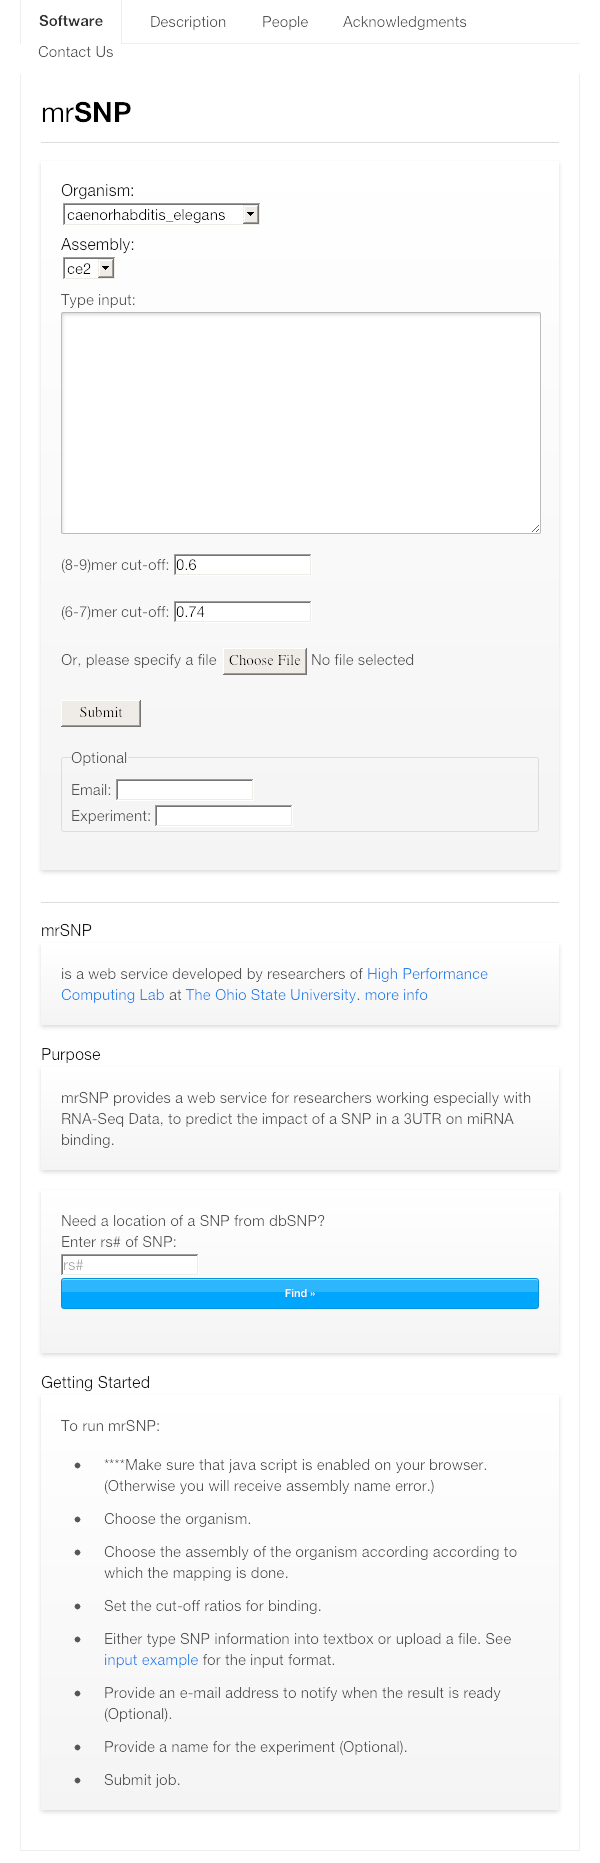 Software Description People Acknowledgments
Contact Us
mrSNP
Organism:
caenorhabditis_elegans
Assembly:
ce2
Type input:
(8-9)mer cut-off: 0.6
(6-7)mer cut-off: 0.74
Or, please specify a file Choose File No file selected
Submit
Optional
Email:
Experiment:
mrSNP
is a web service developed by researchers of High Performance
Computing Lab at The Ohio State University. more info
Purpose
mrSNP provides a web service for researchers working especially with
RNA-Seq Data, to predict the impact of a SNP in a 3UTR on miRNA
binding.
Need a location of a SNP from dbSNP?
Enter rs# of SNP:
rs#
Find »
Getting Started
To run mrSNP:
• ****Make sure that java script is enabled on your browser.
(Otherwise you will receive assembly name error.)
• Choose the organism.
• Choose the assembly of the organism according according to
which the mapping is done.
• Set the cut-off ratios for binding.
• Either type SNP information into textbox or upload a file. See
input example for the input format.
• Provide an e-mail address to notify when the result is ready
(Optional).
• Provide a name for the experiment (Optional).
• Submit job.